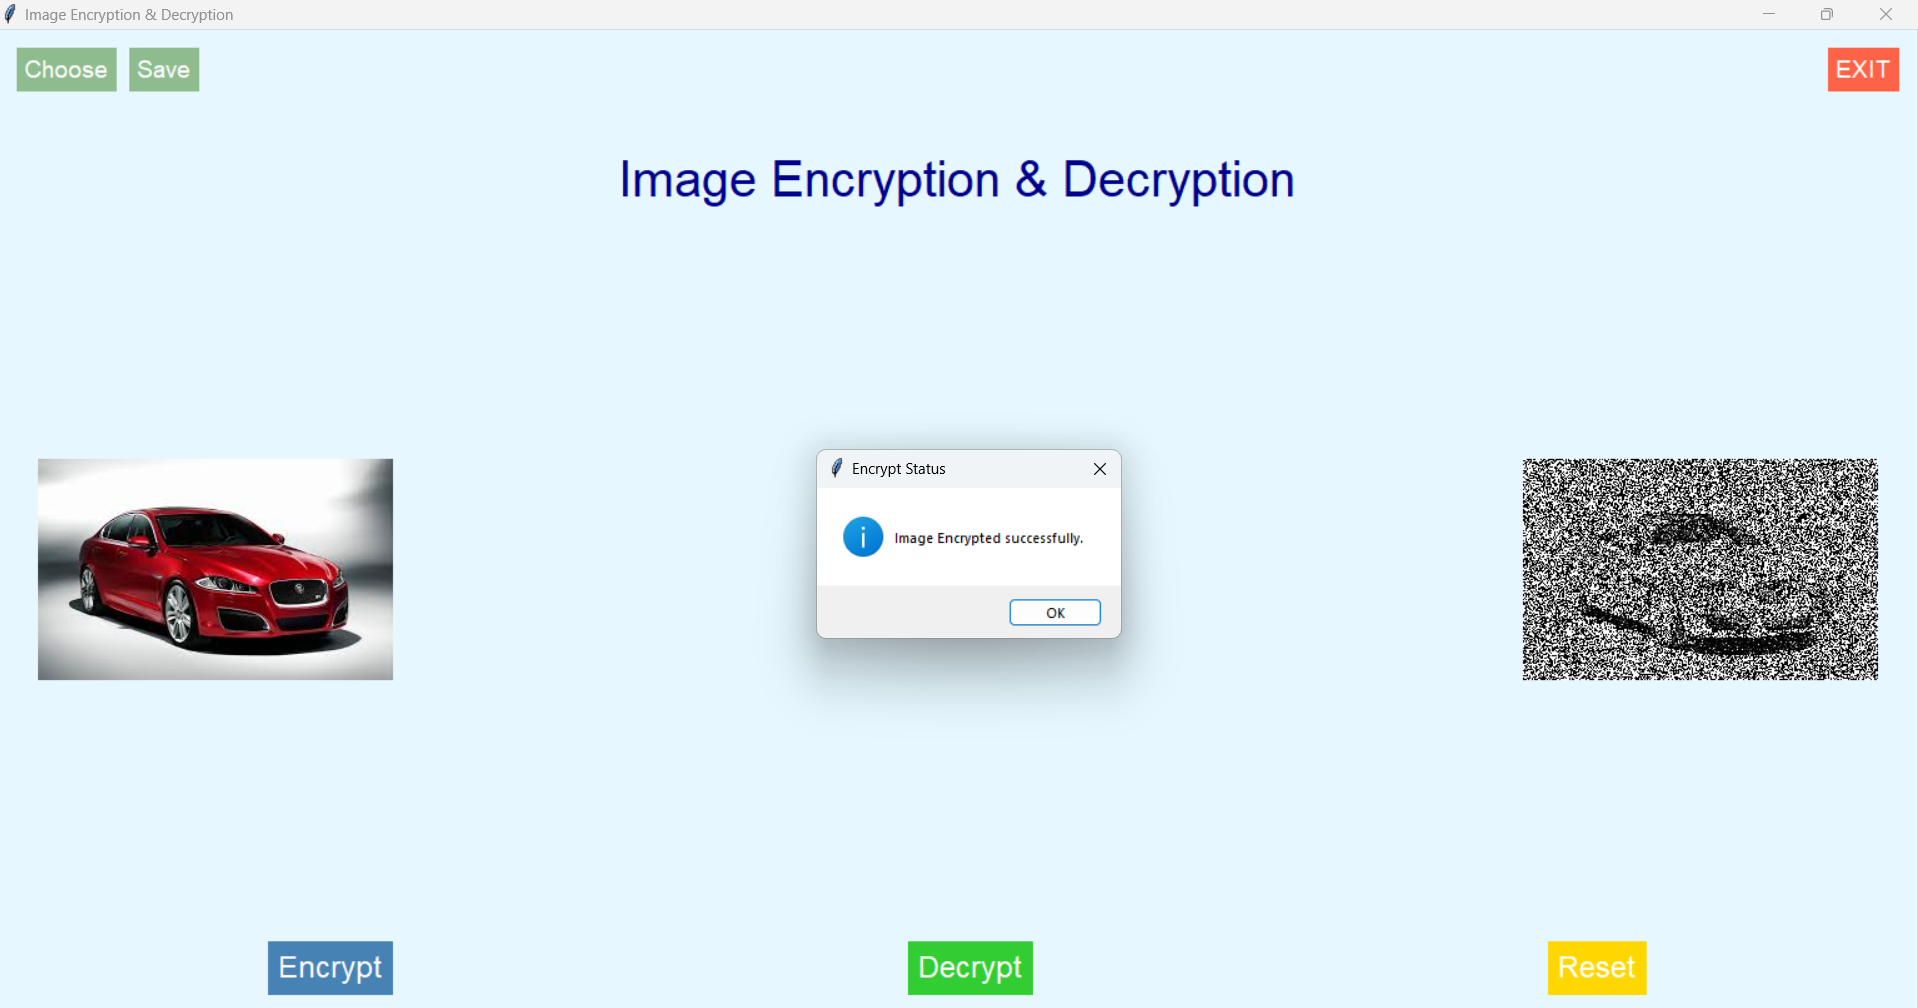 Image Encryption & Decryption
Choose Save EXIT
Image Encryption & Decryption
Encrypt Status
Image Encrypted successfully.
OK
Encrypt Decrypt Reset